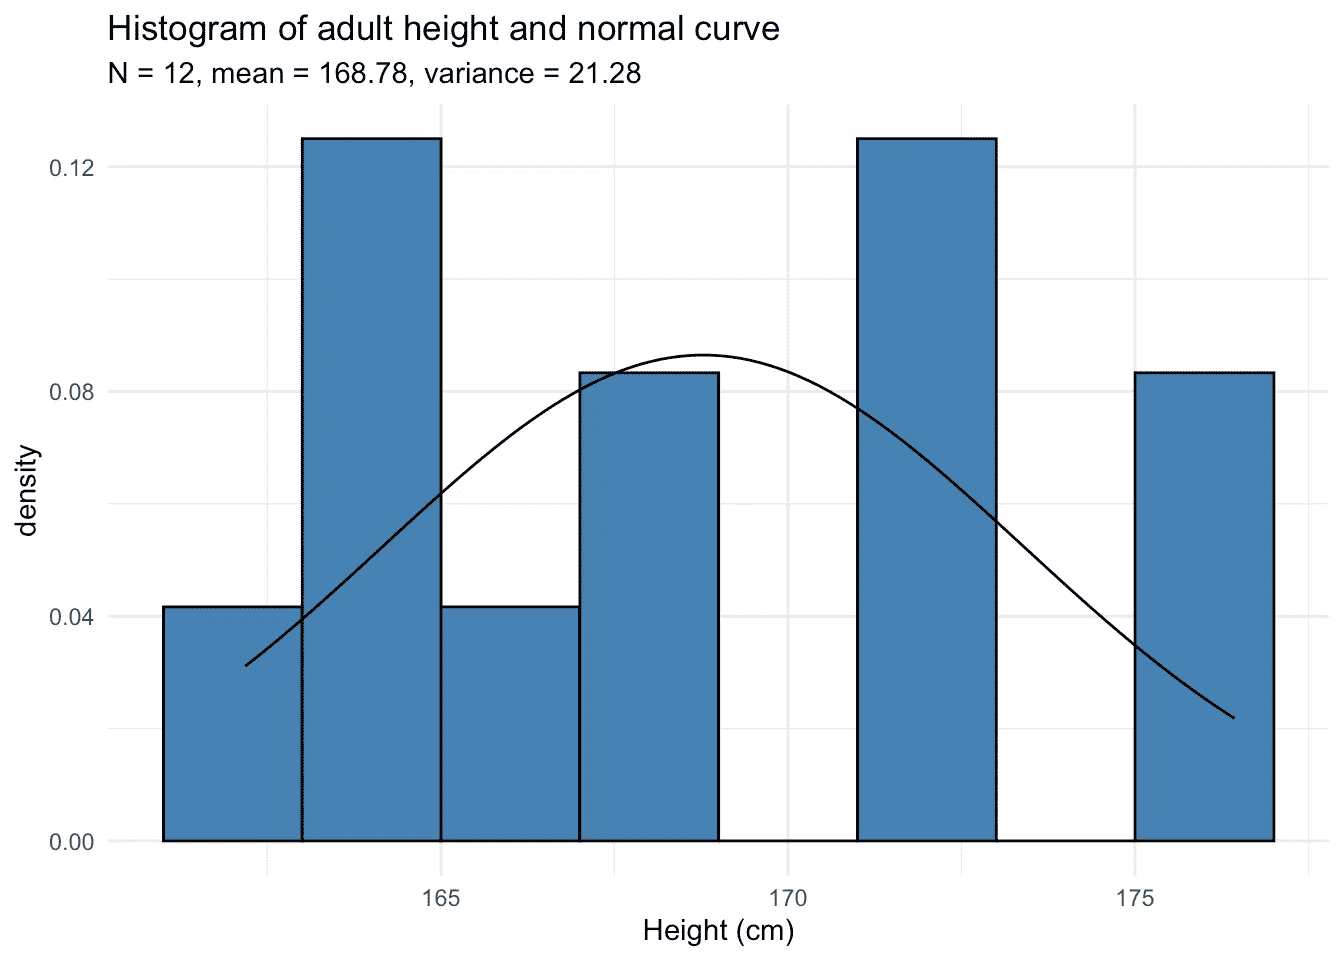 Histogram of adult height and normal curve
N = 12, mean = 168.78, variance = 21.28
0.12
0.08
0.04
0.00
density
165
170
175
Height (cm)